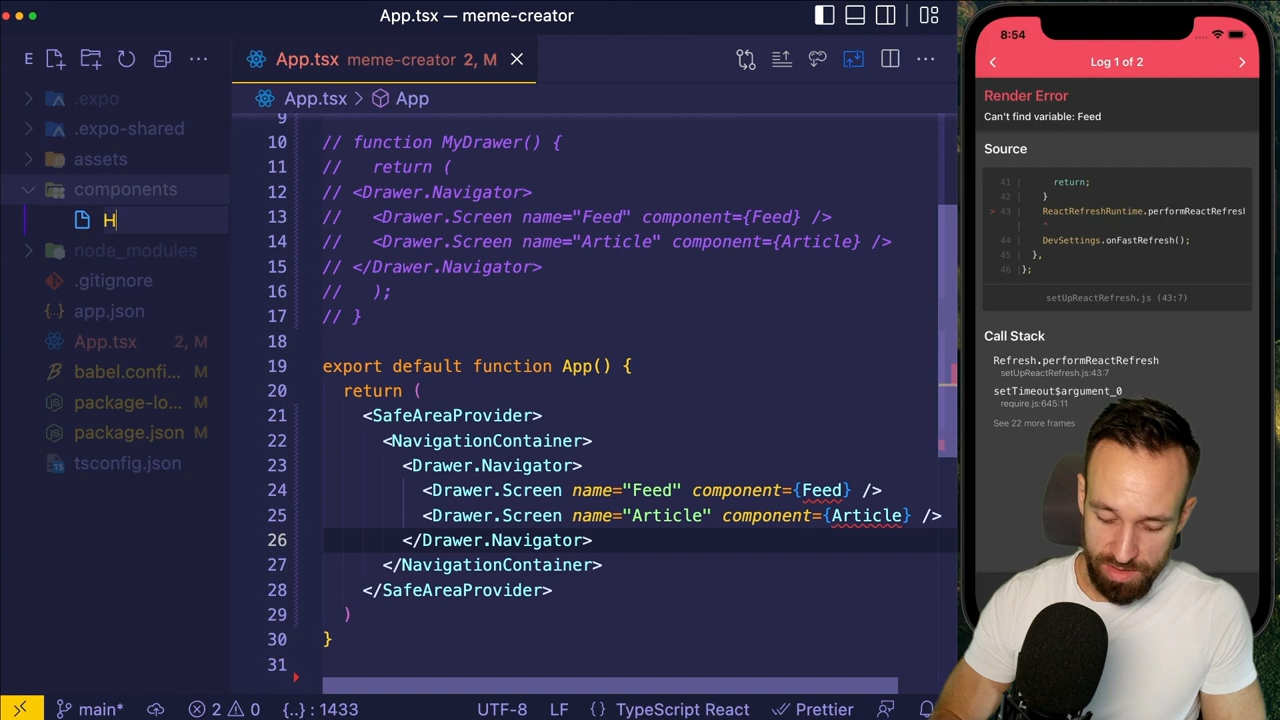 App.tsx — meme-creator
E
App.tsx meme-creator 2, M
App.tsx > App
.expo
.expo-shared
assets
components
H
node_modules
.gitignore
app.json
App.tsx 2, M
babel.confi... M
package-lo... M
package.json M
tsconfig.json
9
10 // function MyDrawer() {
11 //   return (
12 // <Drawer.Navigator>
13 //   <Drawer.Screen name="Feed" component={Feed} />
14 //   <Drawer.Screen name="Article" component={Article} />
15 // </Drawer.Navigator>
16 //   );
17 // }
18
19 export default function App() {
20   return (
21     <SafeAreaProvider>
22       <NavigationContainer>
23         <Drawer.Navigator>
24           <Drawer.Screen name="Feed" component={Feed} />
25           <Drawer.Screen name="Article" component={Article} />
26         </Drawer.Navigator>
27       </NavigationContainer>
28     </SafeAreaProvider>
29   )
30 }
31
main* 2 0 {..} : 1433 UTF-8 LF {} TypeScript React Prettier
8:54
Log 1 of 2
Render Error
Can't find variable: Feed
Source
41 | return;
42 | }
> 43 | ReactRefreshRuntime.performReactRefresh
| ^
44 | DevSettings.onFastRefresh();
45 | },
46 | };
setUpReactRefresh.js (43:7)
Call Stack
Refresh.performReactRefresh
setUpReactRefresh.js:43:7
setTimeout$argument_0
require.js:645:11
See 22 more frames